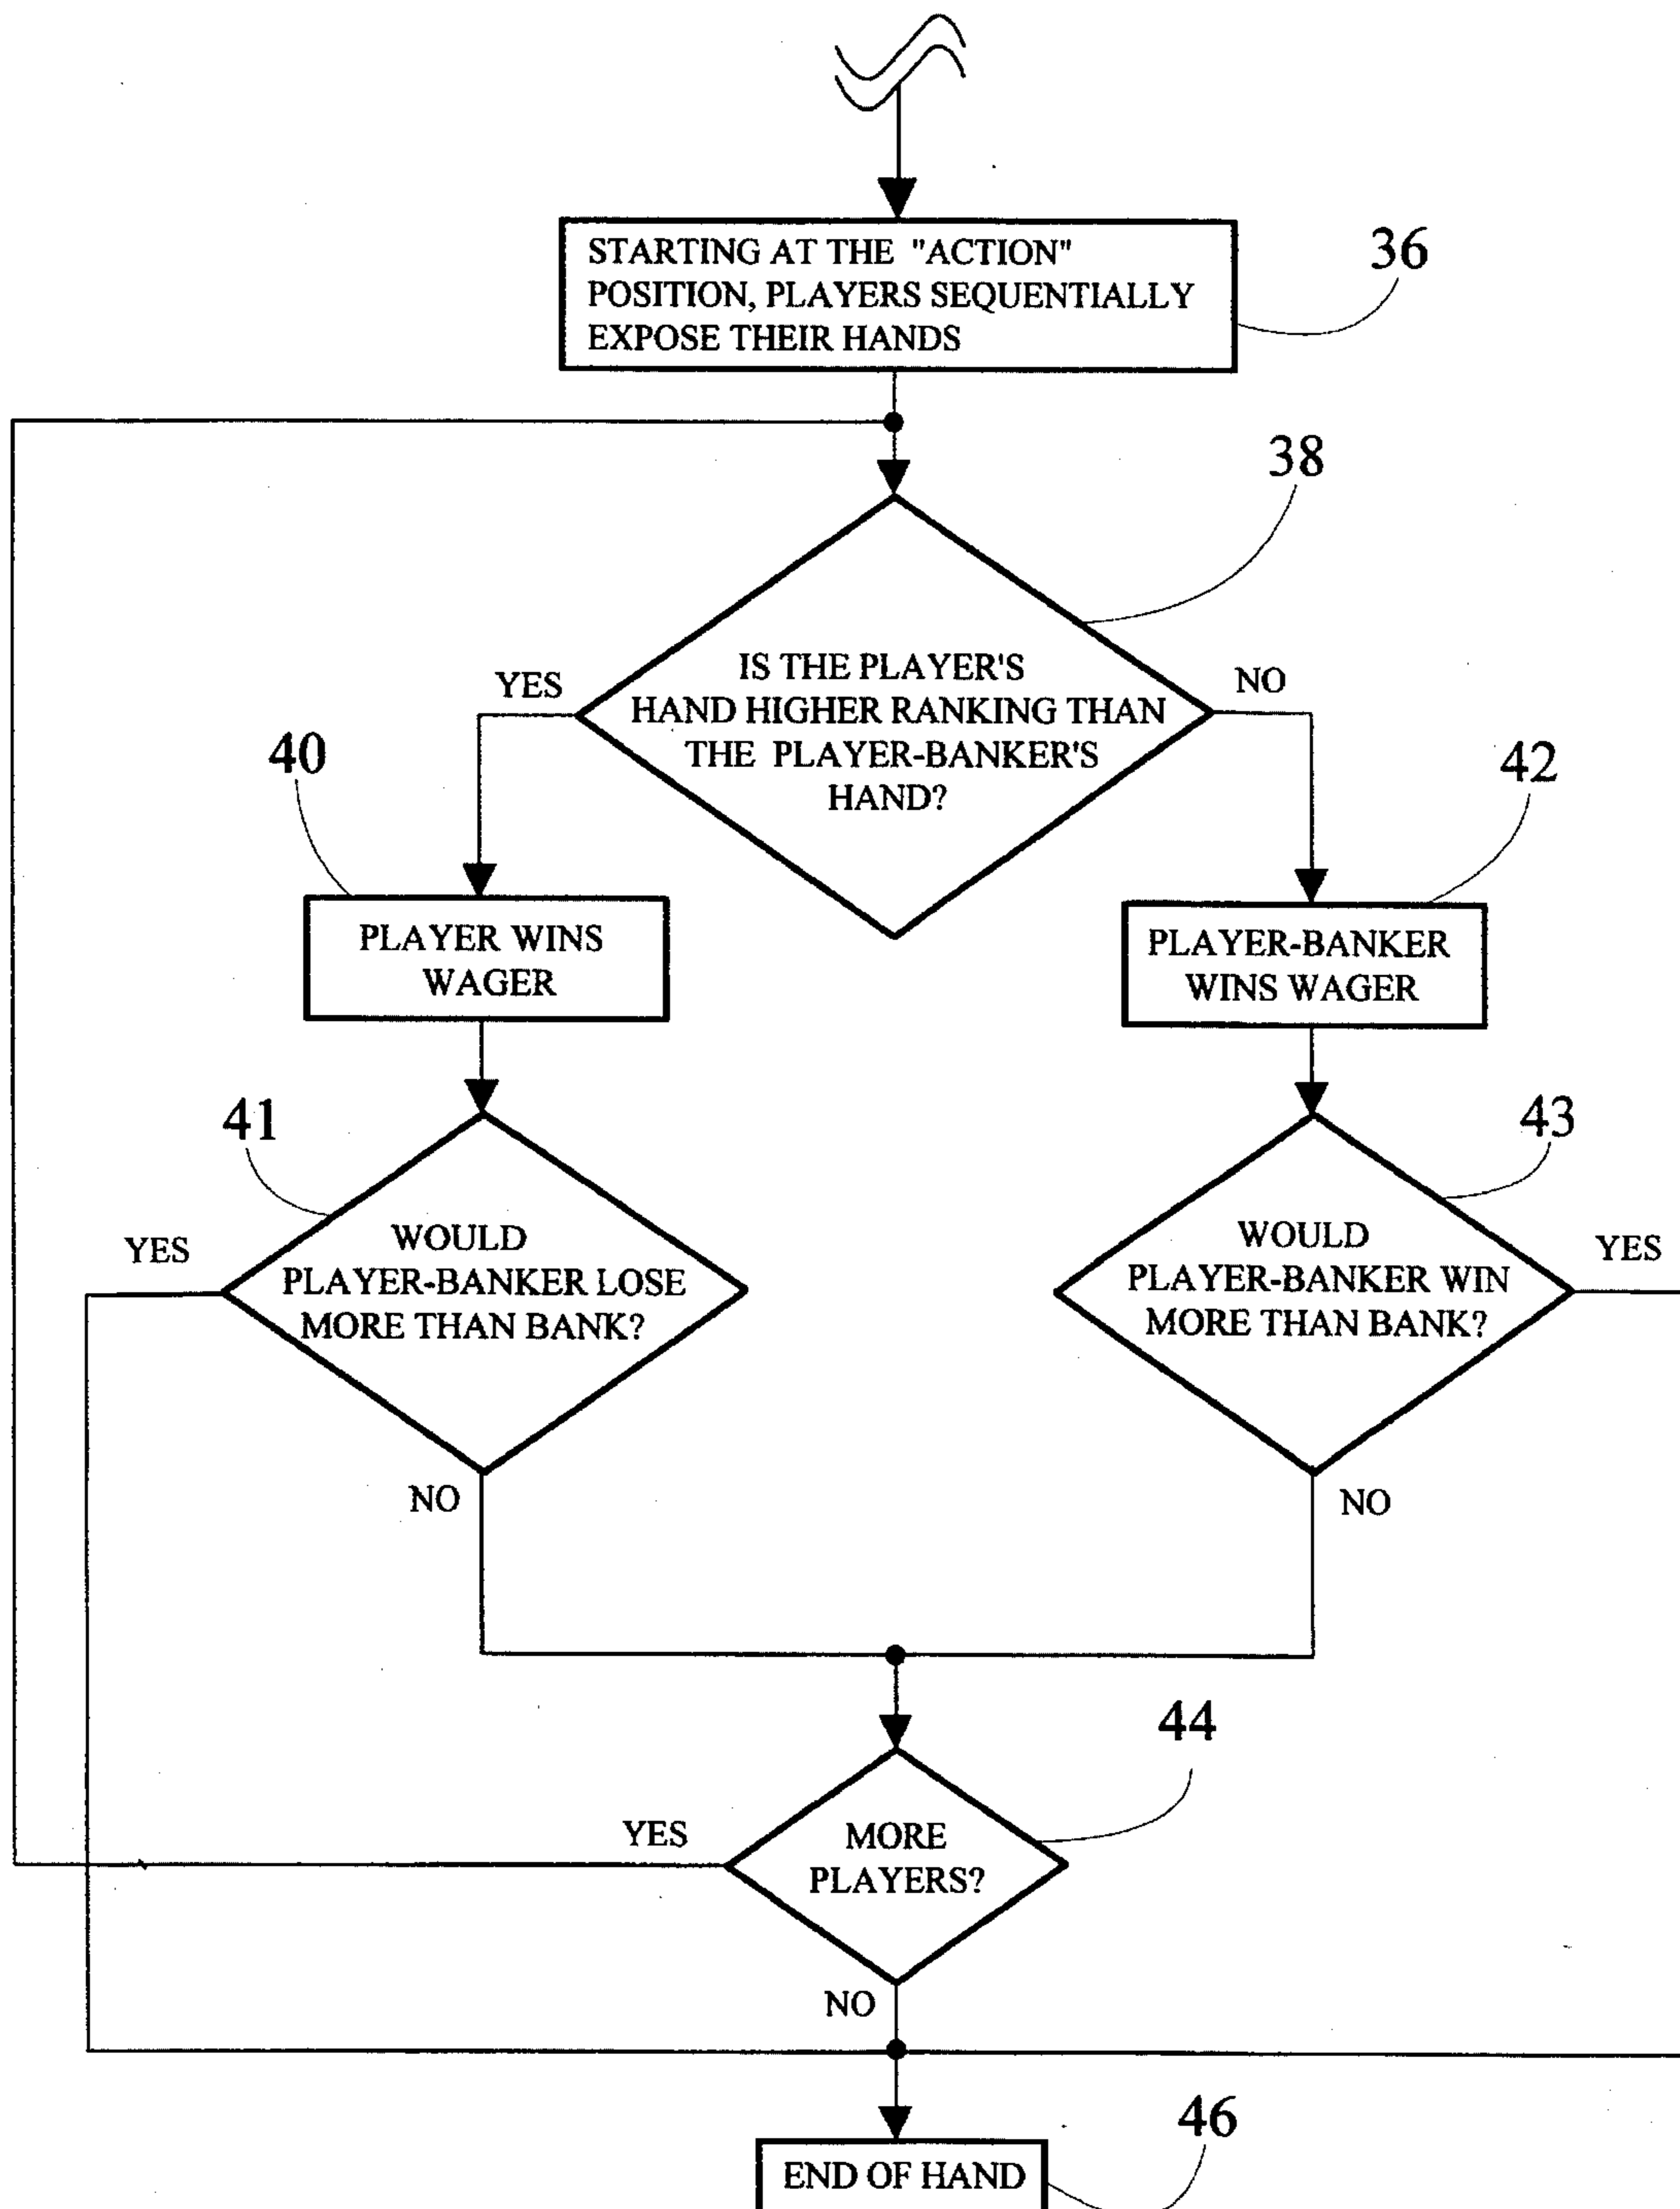 STARTING AT THE "ACTION"
POSITION, PLAYERS SEQUENTIALLY
EXPOSE THEIR HANDS
36
38
IS THE PLAYER'S
HAND HIGHER RANKING THAN
THE PLAYER-BANKER'S
HAND?
YES
NO
40
PLAYER WINS
WAGER
42
PLAYER-BANKER
WINS WAGER
41
WOULD
PLAYER-BANKER LOSE
MORE THAN BANK?
YES
NO
43
WOULD
PLAYER-BANKER WIN
MORE THAN BANK?
YES
NO
44
MORE
PLAYERS?
YES
NO
46
END OF HAND